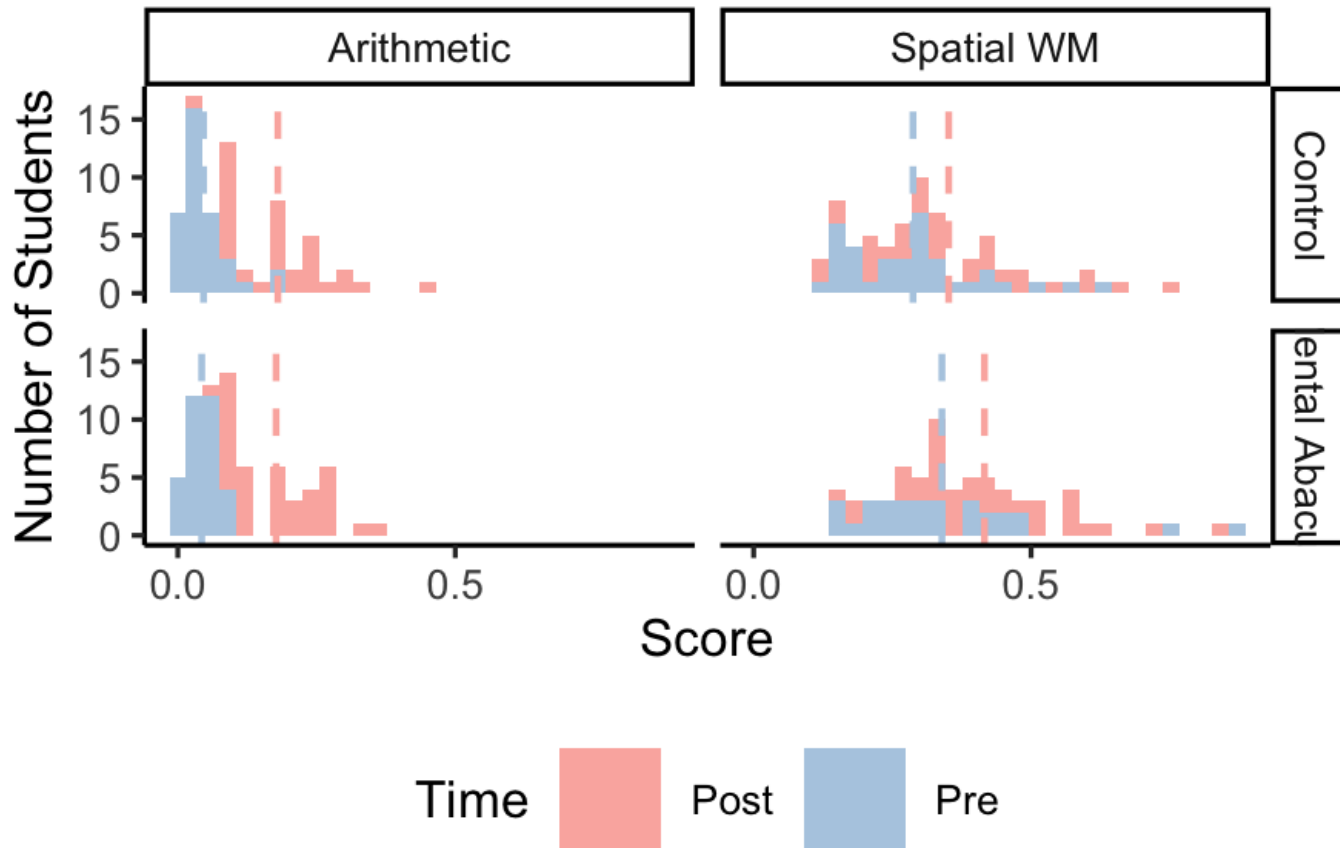 Arithmetic
Spatial WM
Number of Students
15
10
5
0
Control
15
10
5
0
ental Abacu
0.0
0.5
0.0
0.5
Score
Time
Post
Pre